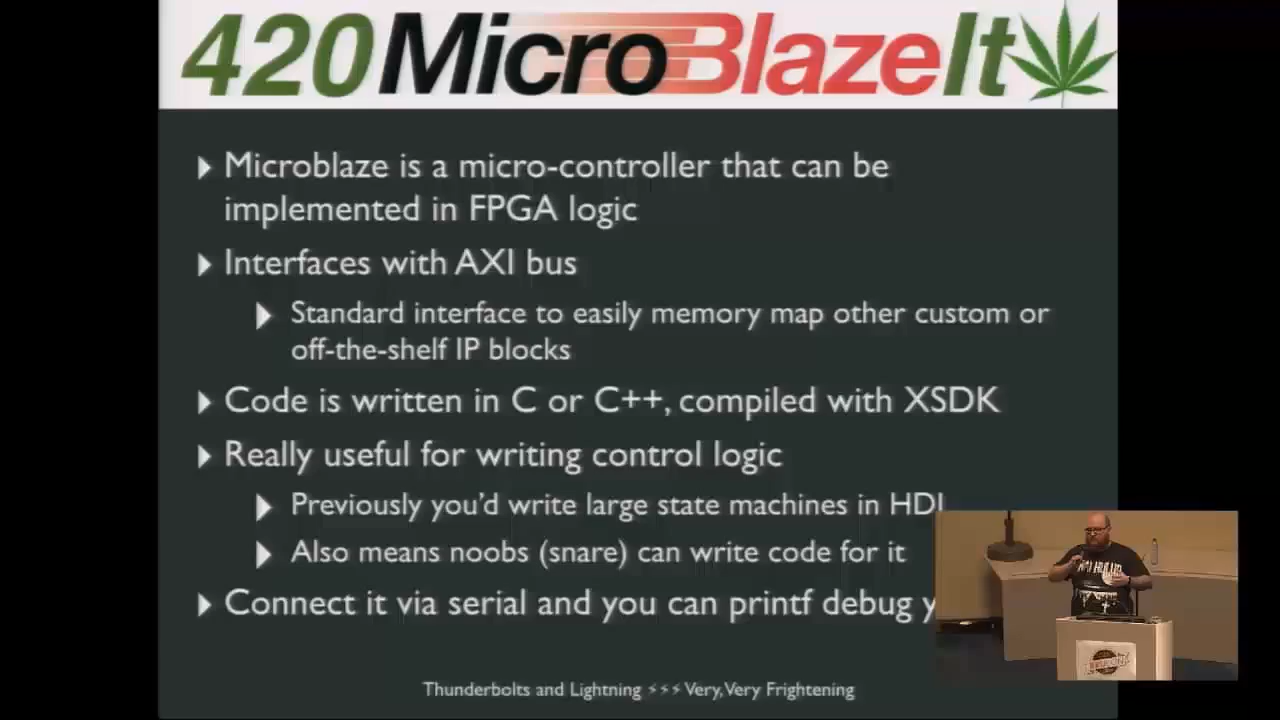 420MicroBlazeIt
Microblaze is a micro-controller that can be
implemented in FPGA logic
Interfaces with AXI bus
Standard interface to easily memory map other custom or
off-the-shelf IP blocks
Code is written in C or C++, compiled with XSDK
Really useful for writing control logic
Previously you'd write large state machines in HDL
Also means noobs (snare) can write code for it
Connect it via serial and you can printf debug
Thunderbolts and Lightning ⚡⚡⚡ Very, Very Frightening